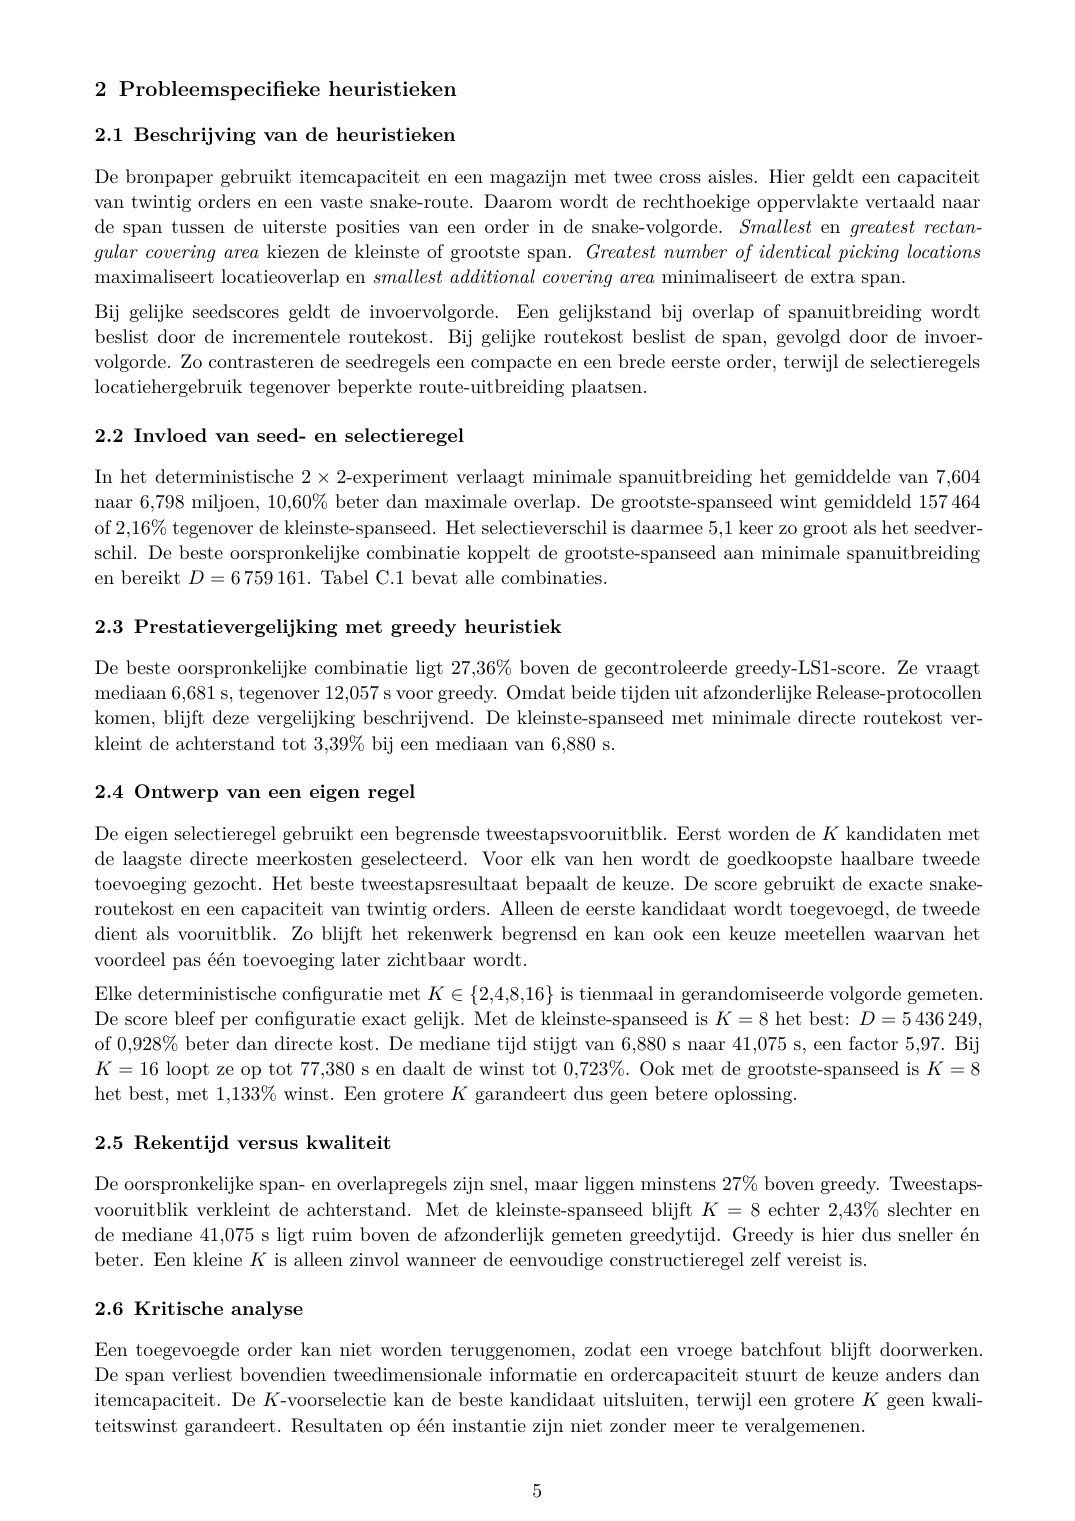 2 Probleemspecifieke heuristieken
2.1 Beschrijving van de heuristieken
De bronpaper gebruikt itemcapaciteit en een magazijn met twee cross aisles. Hier geldt een capaciteit
van twintig orders en een vaste snake-route. Daarom wordt de rechthoekige oppervlakte vertaald naar
de span tussen de uiterste posities van een order in de snake-volgorde. Smallest en greatest rectan-
gular covering area kiezen de kleinste of grootste span. Greatest number of identical picking locations
maximaliseert locatieoverlap en smallest additional covering area minimaliseert de extra span.
Bij gelijke seedscores geldt de invoervolgorde. Een gelijkstand bij overlap of spanuitbreiding wordt
beslist door de incrementele routekost. Bij gelijke routekost beslist de span, gevolgd door de invoer-
volgorde. Zo contrasteren de seedregels een compacte en een brede eerste order, terwijl de selectieregels
locatiehergebruik tegenover beperkte route-uitbreiding plaatsen.
2.2 Invloed van seed- en selectieregel
In het deterministische 2 × 2-experiment verlaagt minimale spanuitbreiding het gemiddelde van 7,604
naar 6,798 miljoen, 10,60% beter dan maximale overlap. De grootste-spanseed wint gemiddeld 157 464
of 2,16% tegenover de kleinste-spanseed. Het selectieverschil is daarmee 5,1 keer zo groot als het seedver-
schil. De beste oorspronkelijke combinatie koppelt de grootste-spanseed aan minimale spanuitbreiding
en bereikt D = 6 759 161. Tabel C.1 bevat alle combinaties.
2.3 Prestatievergelijking met greedy heuristiek
De beste oorspronkelijke combinatie ligt 27,36% boven de gecontroleerde greedy-LS1-score. Ze vraagt
mediaan 6,681 s, tegenover 12,057 s voor greedy. Omdat beide tijden uit afzonderlijke Release-protocollen
komen, blijft deze vergelijking beschrijvend. De kleinste-spanseed met minimale directe routekost ver-
kleint de achterstand tot 3,39% bij een mediaan van 6,880 s.
2.4 Ontwerp van een eigen regel
De eigen selectieregel gebruikt een begrensde tweestapsvooruitblik. Eerst worden de K kandidaten met
de laagste directe meerkosten geselecteerd. Voor elk van hen wordt de goedkoopste haalbare tweede
toevoeging gezocht. Het beste tweestapsresultaat bepaalt de keuze. De score gebruikt de exacte snake-
routekost en een capaciteit van twintig orders. Alleen de eerste kandidaat wordt toegevoegd, de tweede
dient als vooruitblik. Zo blijft het rekenwerk begrensd en kan ook een keuze meetellen waarvan het
voordeel pas één toevoeging later zichtbaar wordt.
Elke deterministische configuratie met K ∈ {2,4,8,16} is tienmaal in gerandomiseerde volgorde gemeten.
De score bleef per configuratie exact gelijk. Met de kleinste-spanseed is K = 8 het best: D = 5 436 249,
of 0,928% beter dan directe kost. De mediane tijd stijgt van 6,880 s naar 41,075 s, een factor 5,97. Bij
K = 16 loopt ze op tot 77,380 s en daalt de winst tot 0,723%. Ook met de grootste-spanseed is K = 8
het best, met 1,133% winst. Een grotere K garandeert dus geen betere oplossing.
2.5 Rekentijd versus kwaliteit
De oorspronkelijke span- en overlapregels zijn snel, maar liggen minstens 27% boven greedy. Tweestaps-
vooruitblik verkleint de achterstand. Met de kleinste-spanseed blijft K = 8 echter 2,43% slechter en
de mediane 41,075 s ligt ruim boven de afzonderlijk gemeten greedytijd. Greedy is hier dus sneller én
beter. Een kleine K is alleen zinvol wanneer de eenvoudige constructieregel zelf vereist is.
2.6 Kritische analyse
Een toegevoegde order kan niet worden teruggenomen, zodat een vroege batchfout blijft doorwerken.
De span verliest bovendien tweedimensionale informatie en ordercapaciteit stuurt de keuze anders dan
itemcapaciteit. De K-voorselectie kan de beste kandidaat uitsluiten, terwijl een grotere K geen kwali-
teitswinst garandeert. Resultaten op één instantie zijn niet zonder meer te veralgemenen.
5